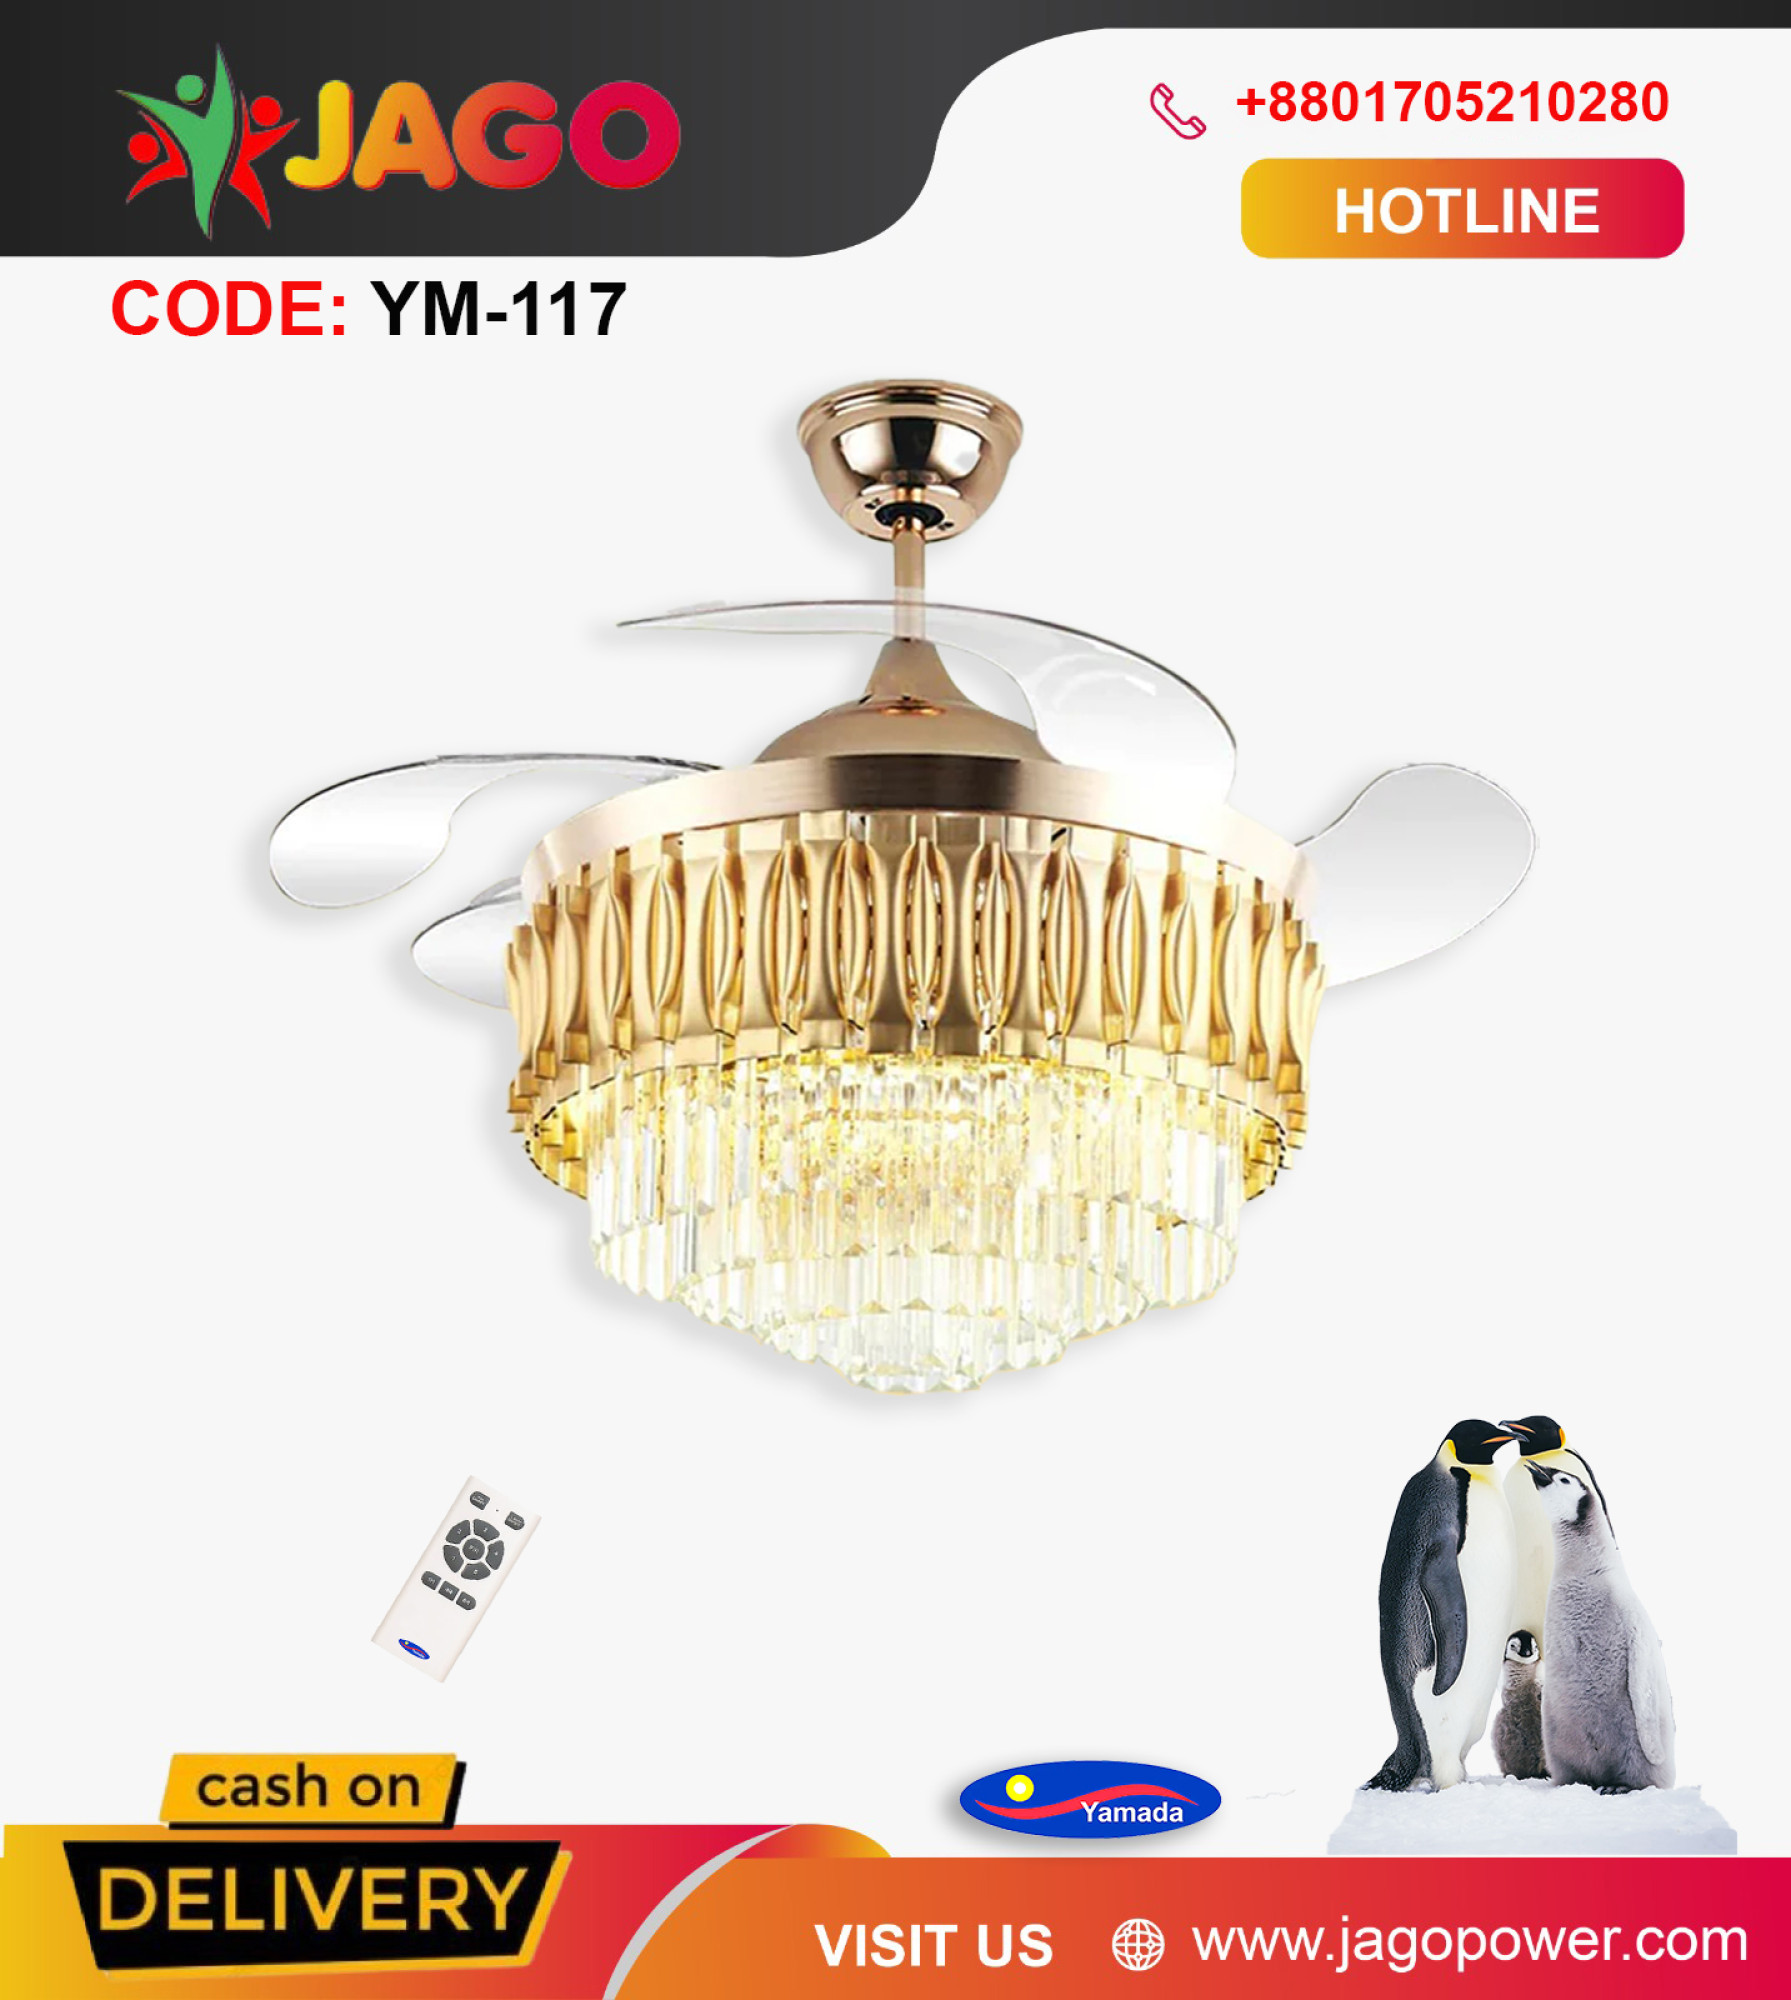 JAGO
+8801705210280
HOTLINE
CODE: YM-117
cash on
DELIVERY
Yamada
VISIT US
www.jagopower.com